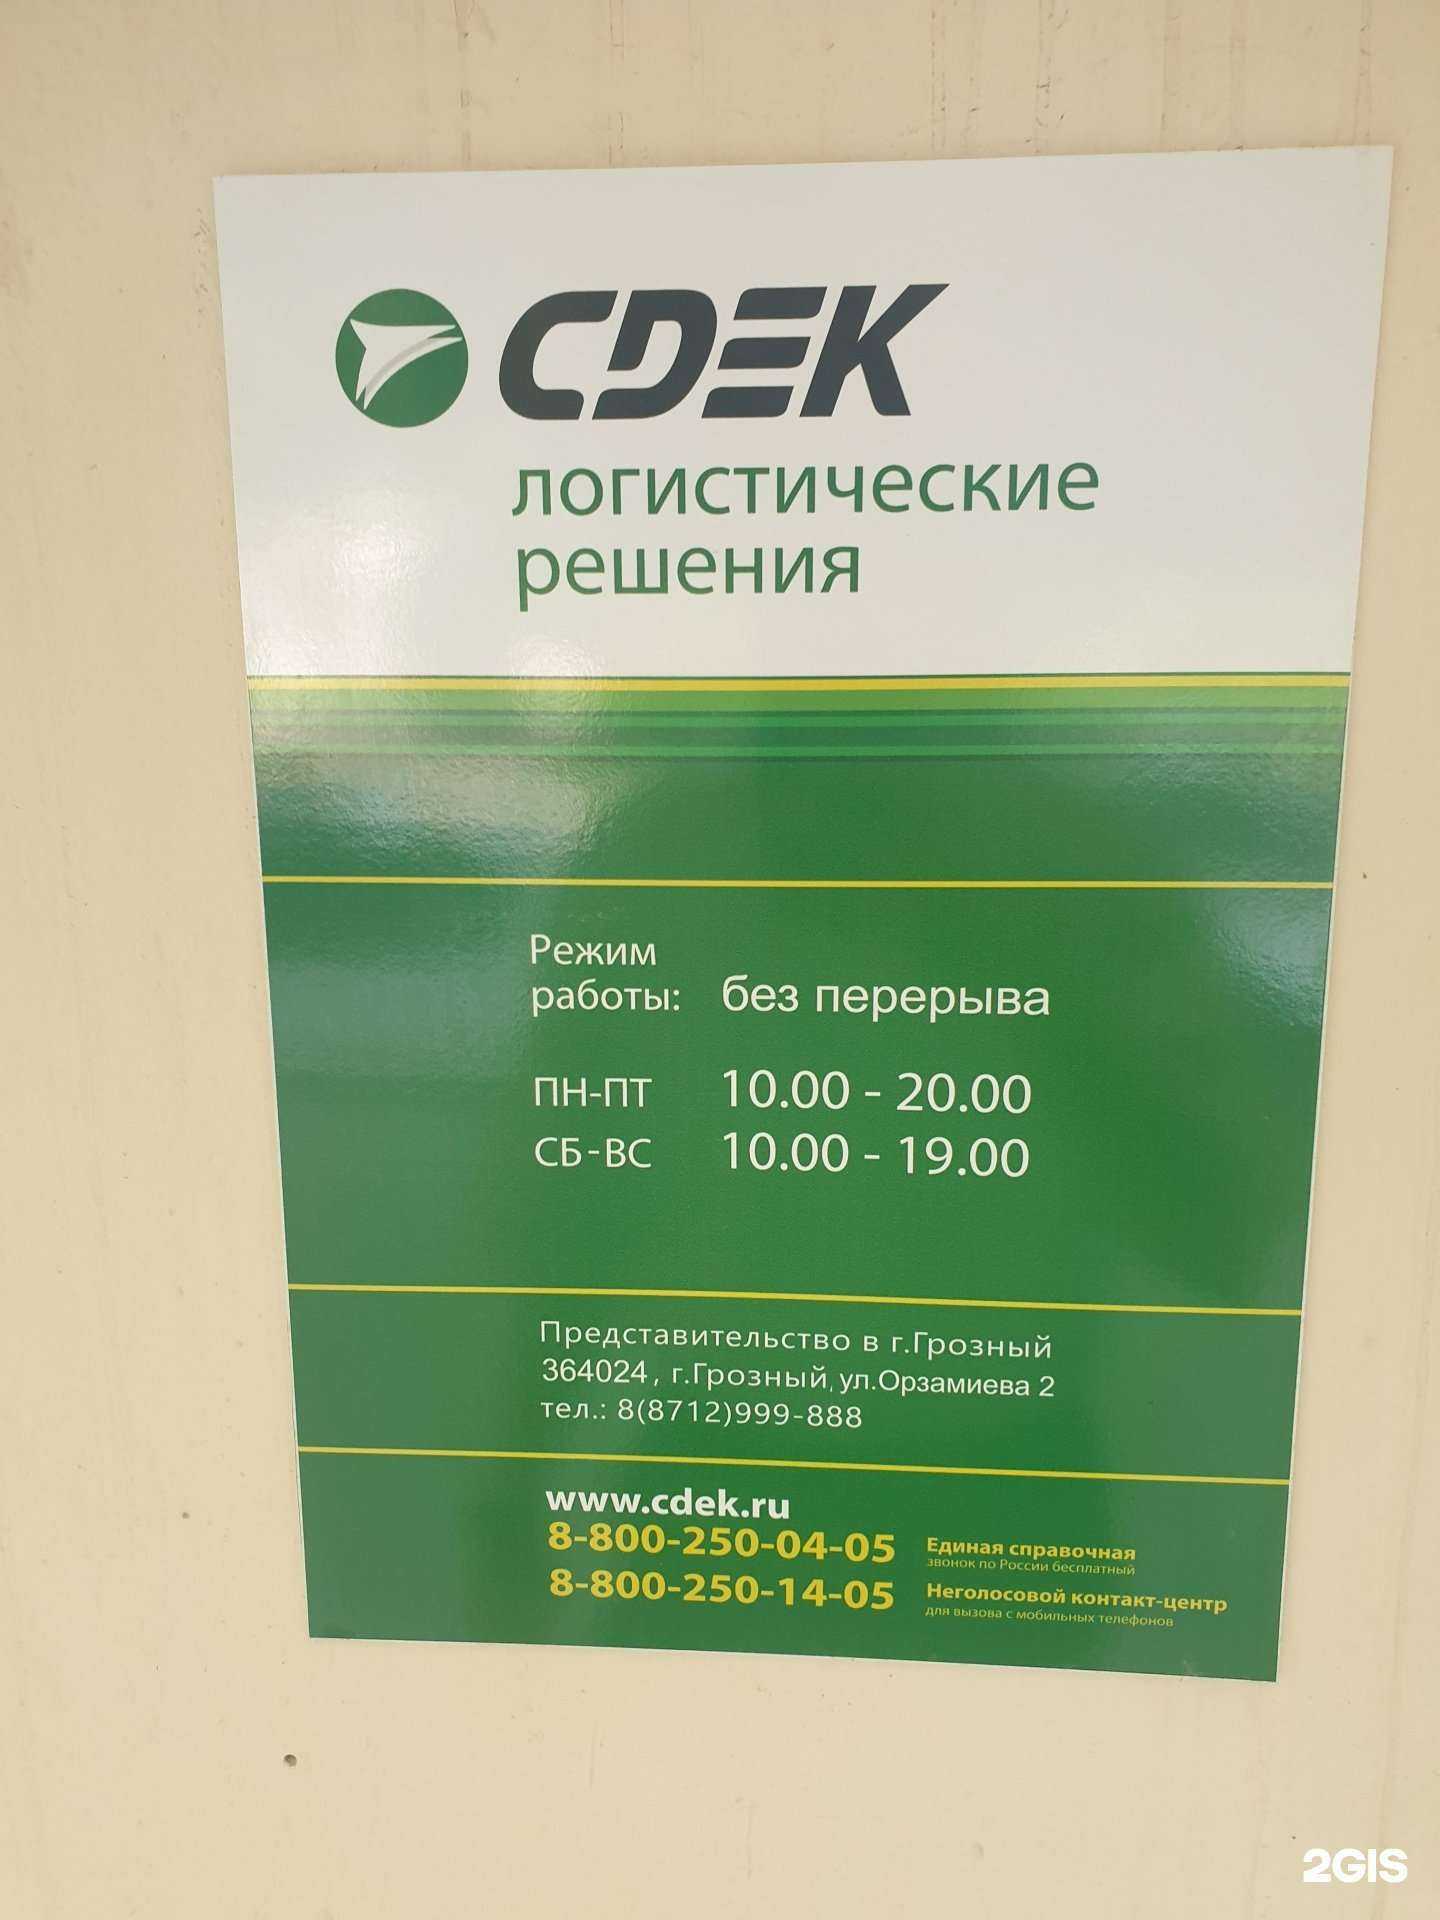 CDEK
логистические
решения
Режим
работы: без перерыва
ПН-ПТ 10.00 - 20.00
СБ-ВС 10.00 - 19.00
Представительство в г.Грозный
364024, г.Грозный, ул.Орзамиева 2
тел.: 8(8712)999-888
www.cdek.ru
8-800-250-04-05 Единая справочная
звонок по России бесплатный
8-800-250-14-05 Неголосовой контакт-центр
для вызова с мобильных телефонов
2GIS